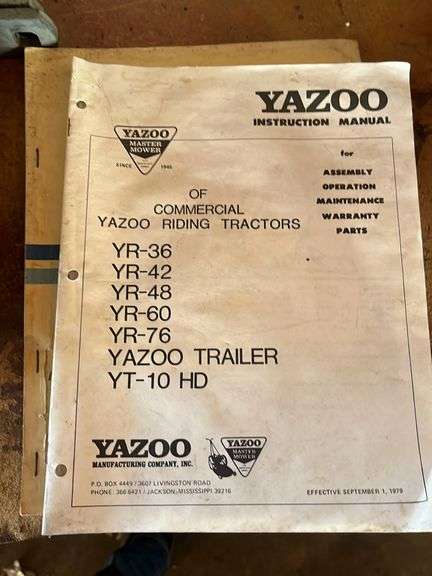 YAZOO
INSTRUCTION MANUAL
for
ASSEMBLY
OPERATION
MAINTENANCE
WARRANTY
PARTS
YAZOO
MASTER
MOWER
SINCE 1945
OF
COMMERCIAL
YAZOO RIDING TRACTORS
YR-36
YR-42
YR-48
YR-60
YR-76
YAZOO TRAILER
YT-10 HD
YAZOO
MANUFACTURING COMPANY, INC.
YAZOO
MASTER
MOWER
P.O. BOX 4449 / 3607 LIVINGSTON ROAD
PHONE: 366-6421 / JACKSON, MISSISSIPPI 39216
EFFECTIVE SEPTEMBER 1, 1979